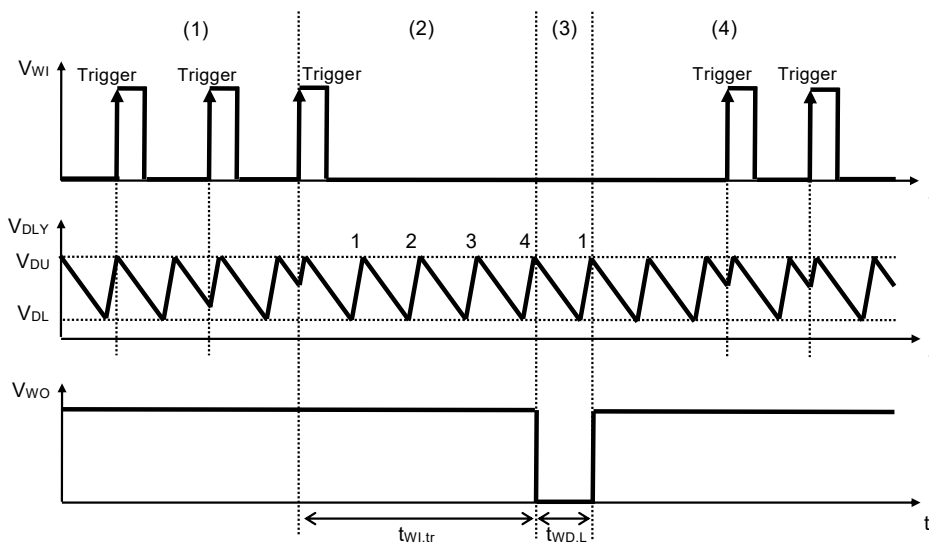 (1) (2) (3) (4)
VWI
Trigger Trigger Trigger Trigger Trigger
VDLY
1 2 3 4 1
VDU
VDL
VWO
t
tWI,tr tWD,L